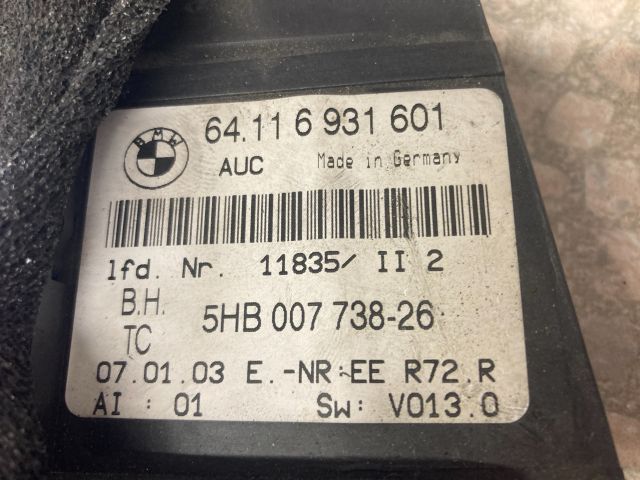 BMW
64.11 6 931 601
AUC Made in Germany
lfd. Nr. 11835/ II 2
B.H.
TC
5HB 007 738-26
07.01.03 E.-NR:EE R72.R
AI : 01 Sw: V013.0